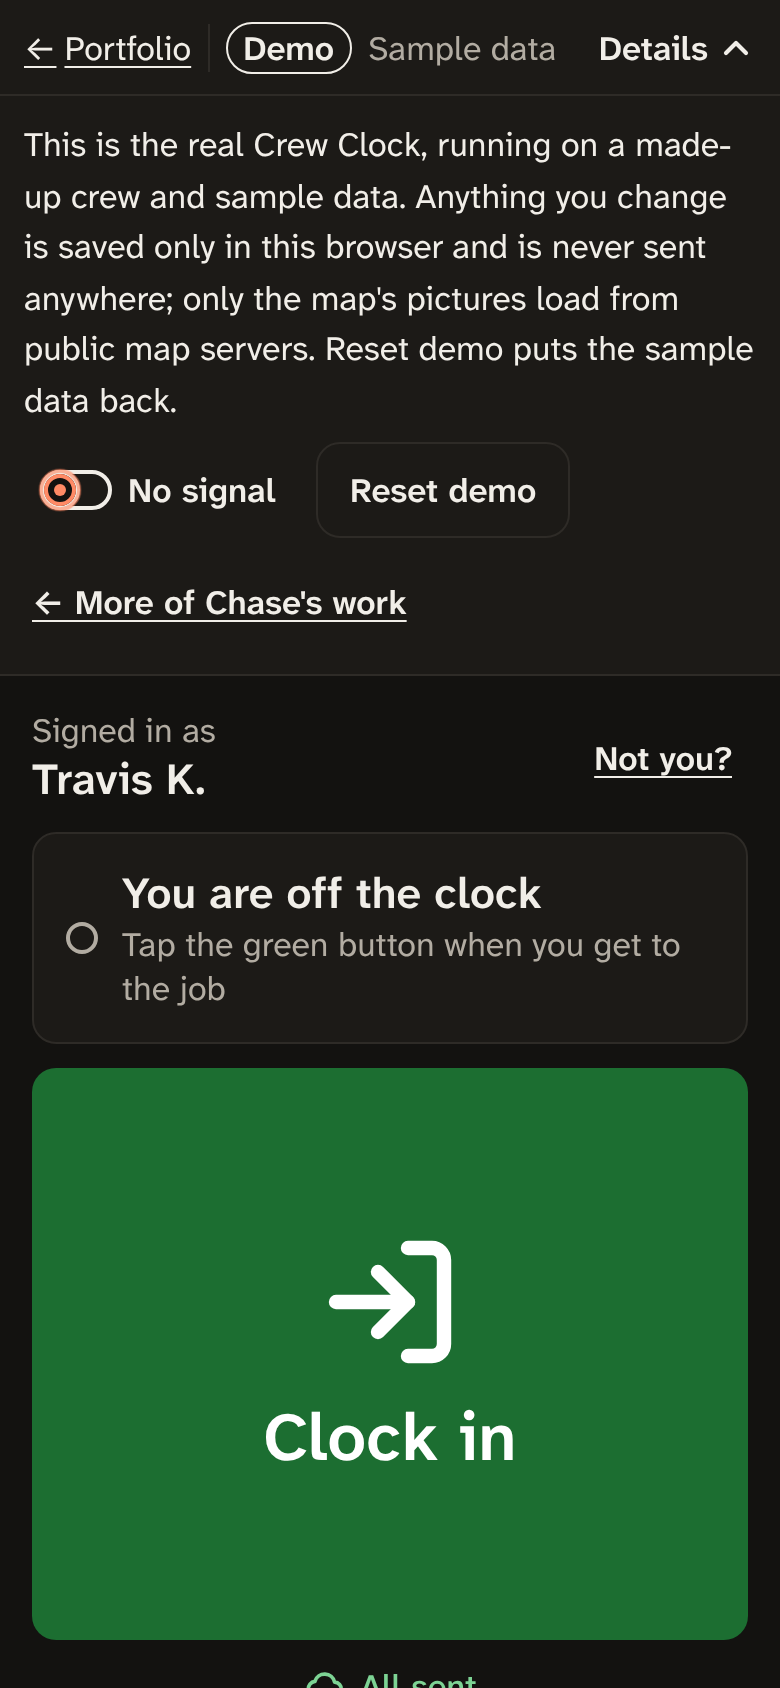 ← Portfolio
Demo
Sample data
Details
This is the real Crew Clock, running on a made-
up crew and sample data. Anything you change
is saved only in this browser and is never sent
anywhere; only the map's pictures load from
public map servers. Reset demo puts the sample
data back.
No signal
Reset demo
← More of Chase's work
Signed in as
Travis K.
Not you?
You are off the clock
Tap the green button when you get to
the job
Clock in
All sent